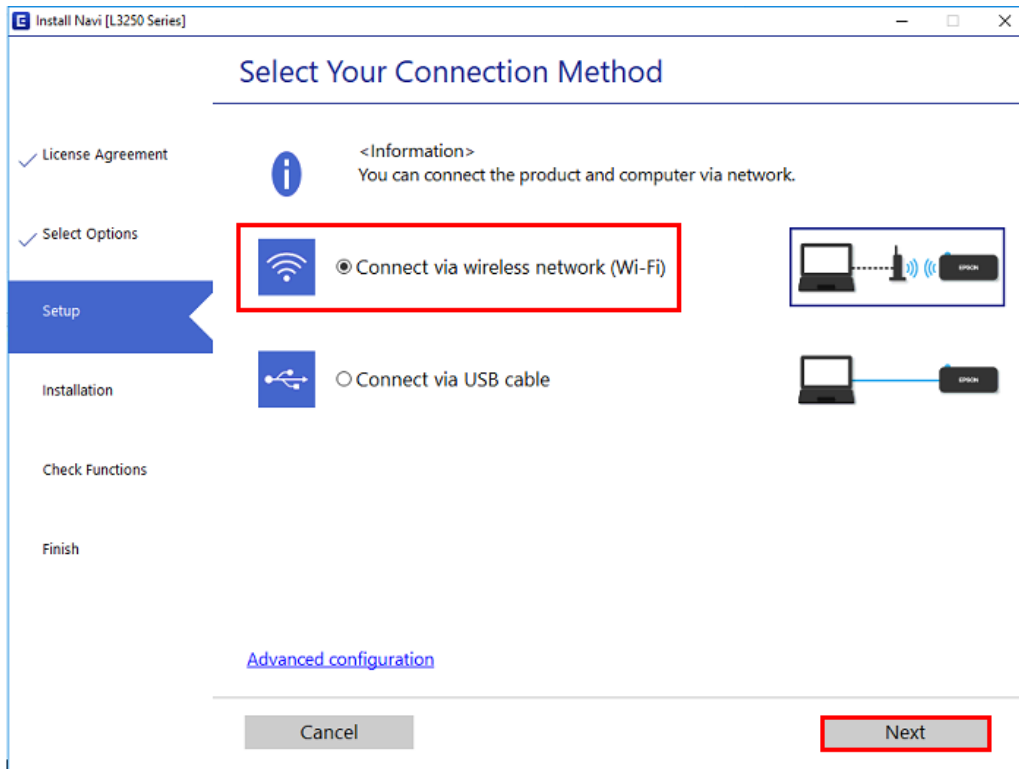 E Install Navi [L3250 Series]
Select Your Connection Method
License Agreement
Select Options
Setup
Installation
Check Functions
Finish
<Information>
You can connect the product and computer via network.
Connect via wireless network (Wi-Fi)
EPSON
Connect via USB cable
EPSON
Advanced configuration
Cancel
Next